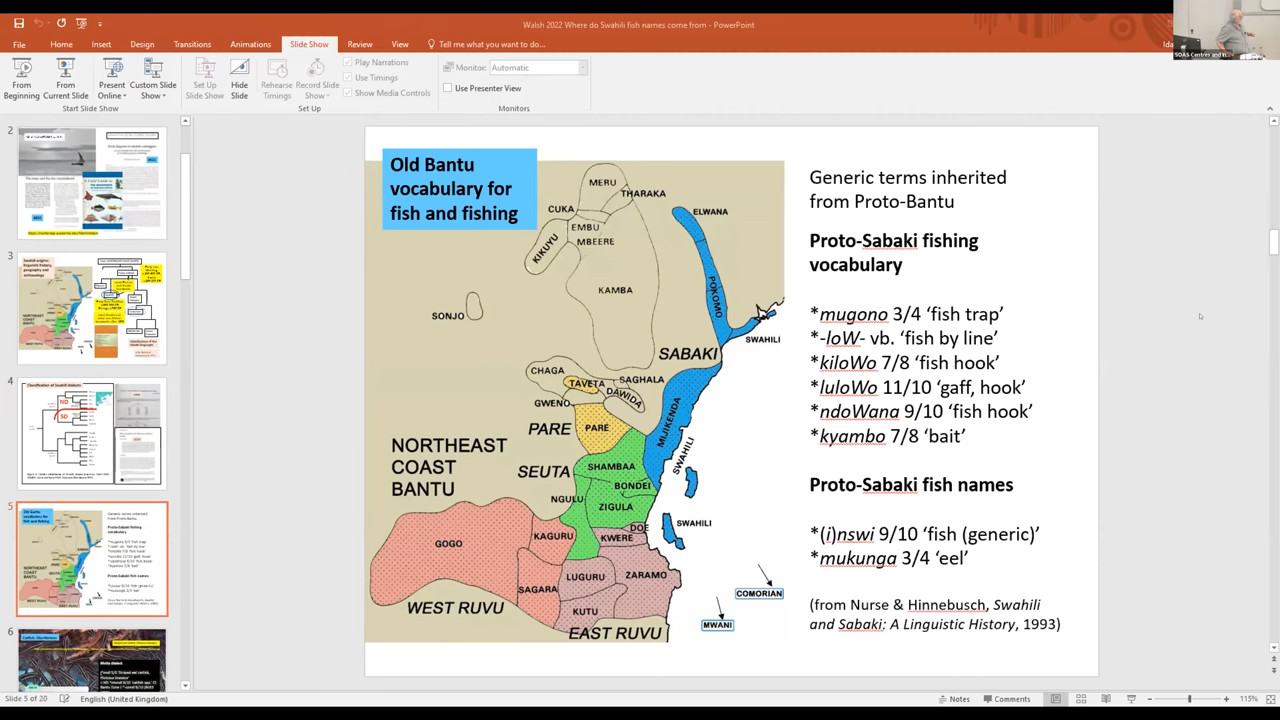 Walsh 2022 Where do Swahili fish names come from - PowerPoint
File Home Insert Design Transitions Animations Slide Show Review View Tell me what you want to do...
From Beginning
From Current Slide
Present Online
Custom Slide Show
Start Slide Show
Set Up Slide Show
Hide Slide
Rehearse Timings
Record Slide Show
Set Up
Play Narrations
Use Timings
Show Media Controls
Monitor: Automatic
Use Presenter View
Monitors
2
3
4
5
6
Old Bantu
vocabulary for
fish and fishing
MERU
THARAKA
CUKA
EMBU
MBEERE
KIKUYU
ELWANA
KAMBA
POKOMO
SONJO
SWAHILI
SABAKI
CHAGA
TAVETA
SAGHALA
DAWIDA
GWENO
PARE
PARE
MIJIKENDA
SWAHILI
NORTHEAST
COAST
BANTU
SEUTA
SHAMBAA
BONDEI
NGULU
ZIGULA
SWAHILI
DOE
KWERE
GOGO
KAGURU
LUGURU
ZARAMO
SAGARA
KUTU
WEST RUVU
EAST RUVU
COMORIAN
MWANI
Generic terms inherited
from Proto-Bantu
Proto-Sabaki fishing
vocabulary
*mugono 3/4 ‘fish trap’
*-loW- vb. ‘fish by line’
*kiloWo 7/8 ‘fish hook’
*luloWo 11/10 ‘gaff, hook’
*ndoWana 9/10 ‘fish hook’
*kyambo 7/8 ‘bait’
Proto-Sabaki fish names
9/10 ‘fish (generic)’
*mukunga 3/4 ‘eel’
(from Nurse & Hinnebusch, Swahili
and Sabaki: A Linguistic History, 1993)
Slide 5 of 20 English (United Kingdom) Notes Comments 115%